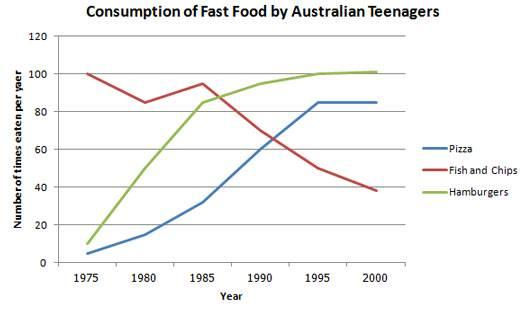 Consumption of Fast Food by Australian Teenagers
Number of times eaten per yaer
120
100
80
60
40
20
0
1975 1980 1985 1990 1995 2000
Year
Pizza
Fish and Chips
Hamburgers